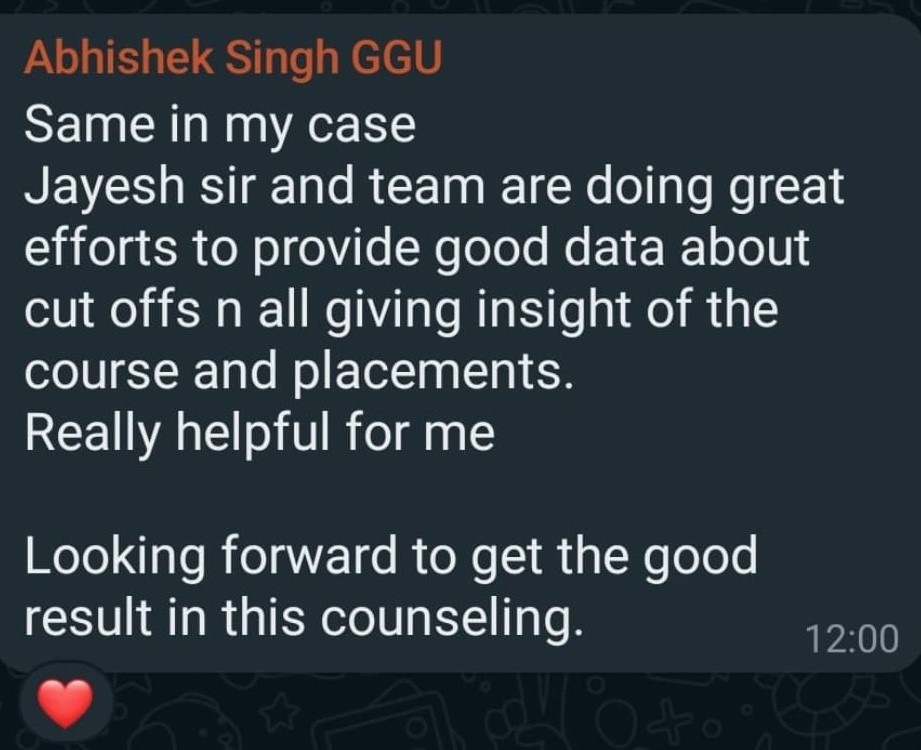 Abhishek Singh GGU
Same in my case
Jayesh sir and team are doing great
efforts to provide good data about
cut offs n all giving insight of the
course and placements.
Really helpful for me
Looking forward to get the good
result in this counseling.
12:00